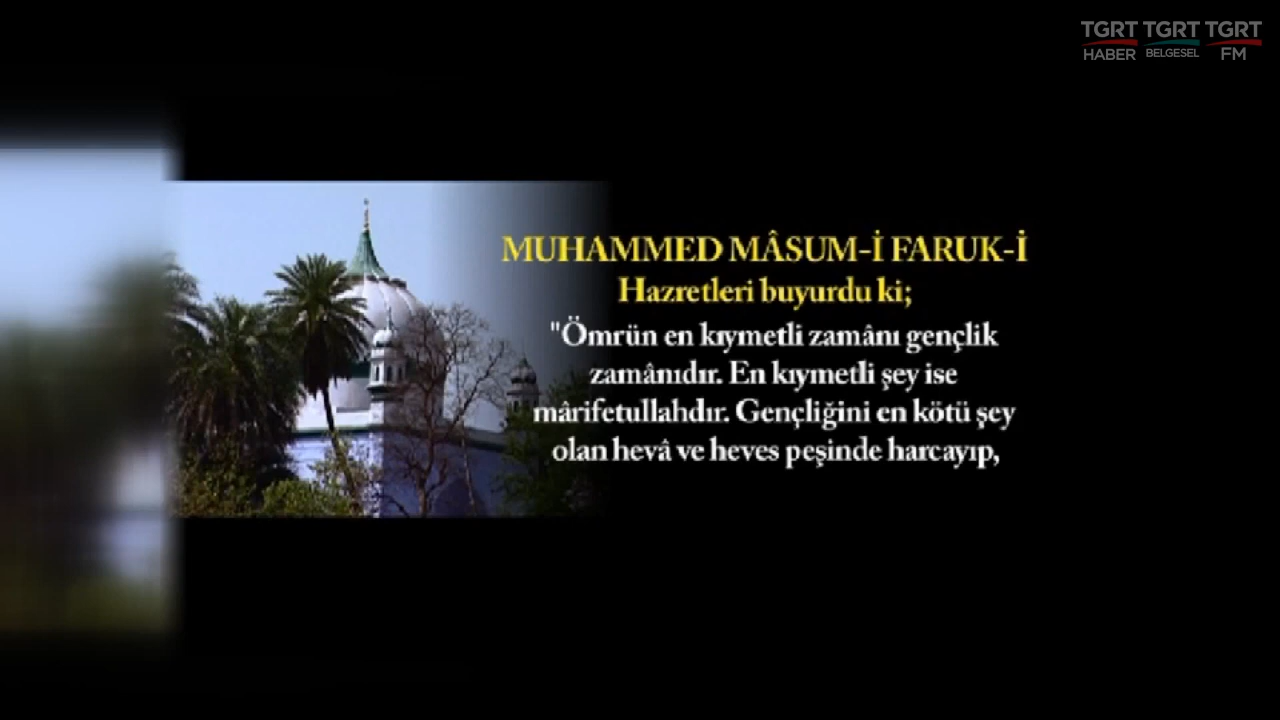 TGRT TGRT TGRT
HABER BELGESEL FM
MUHAMMED MÂSUM-İ FARUK-İ
Hazretleri buyurdu ki;
"Ömrün en kıymetli zamânı gençlik
zamânıdır. En kıymetli şey ise
mârifetullahdır. Gençliğini en kötü şey
olan hevâ ve heves peşinde harcayıp,